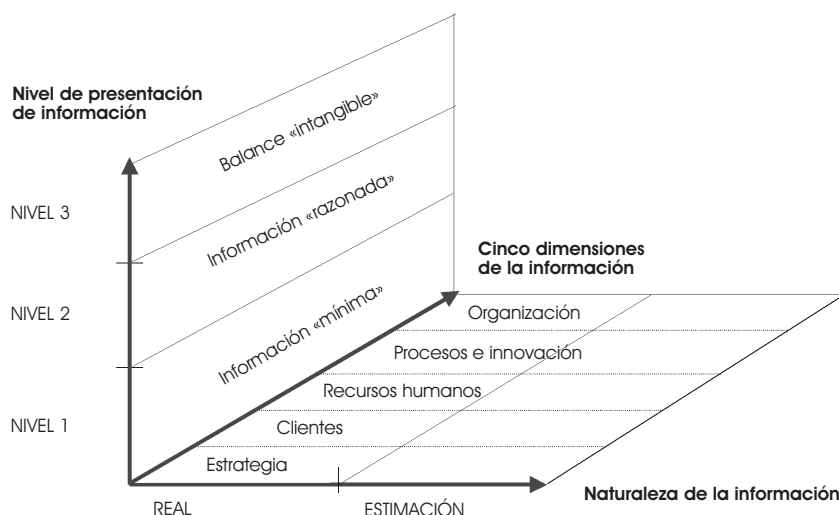 Nivel de presentación
de información
Balance «intangible»
NIVEL 3
Información «razonada»
Cinco dimensiones
de la información
NIVEL 2
Organización
Información «mínima»
Procesos e innovación
Recursos humanos
NIVEL 1
Clientes
Estrategia
Naturaleza de la información
REAL
ESTIMACIÓN